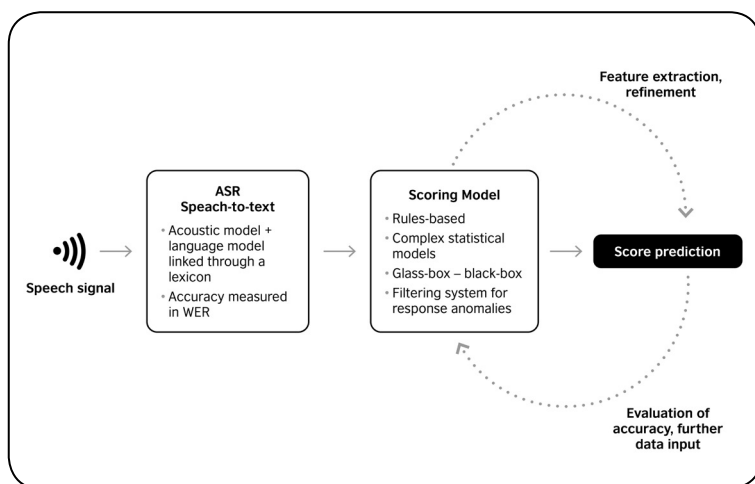 Feature extraction,
refinement
ASR
Speach-to-text
• Acoustic model +
language model
linked through a
lexicon
• Accuracy measured
in WER
Scoring Model
• Rules-based
• Complex statistical
models
• Glass-box – black-box
• Filtering system for
response anomalies
Score prediction
Speech signal
Evaluation of
accuracy, further
data input